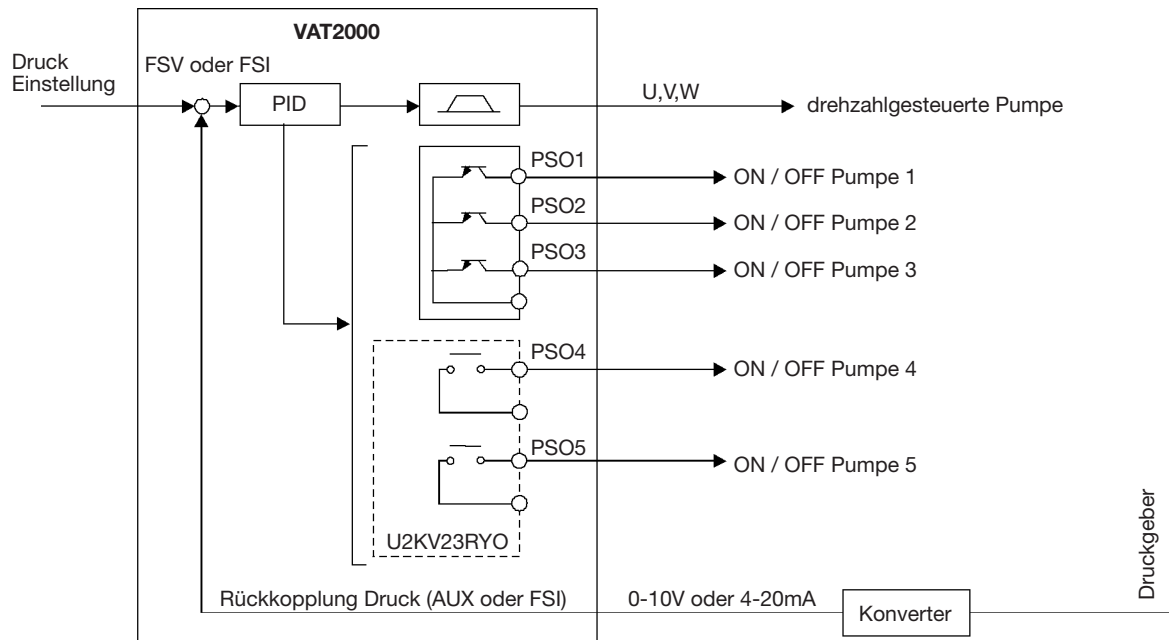 VAT2000
Druck
Einstellung
FSV oder FSI
PID
U,V,W
drehzahlgesteuerte Pumpe
PSO1
ON / OFF Pumpe 1
PSO2
ON / OFF Pumpe 2
PSO3
ON / OFF Pumpe 3
PSO4
ON / OFF Pumpe 4
PSO5
ON / OFF Pumpe 5
U2KV23RYO
Druckgeber
Rückkopplung Druck (AUX oder FSI)
0-10V oder 4-20mA
Konverter